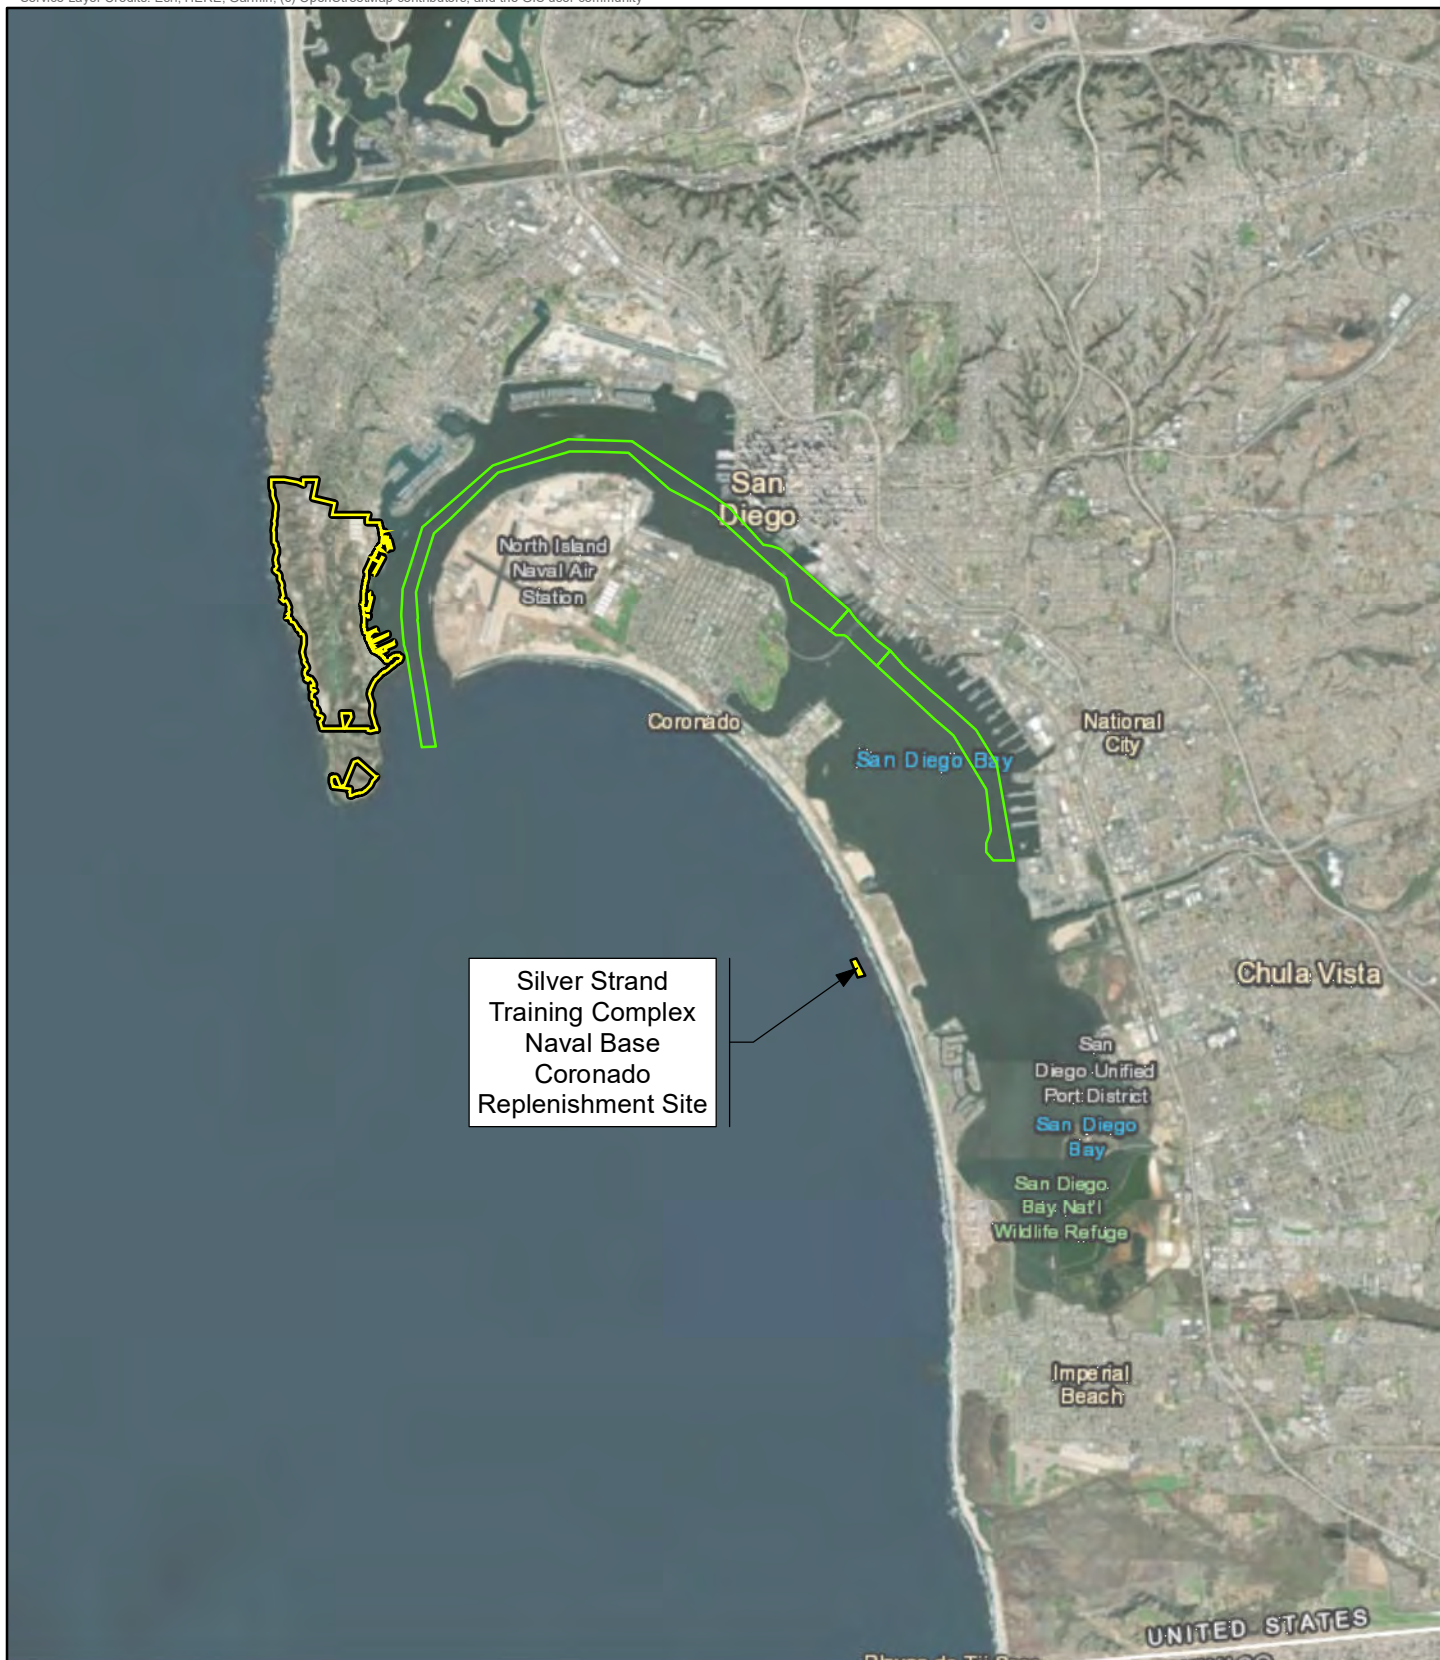 San
Diego
North Island
Naval Air
Station
Coronado
National
City
San Diego Bay
Silver Strand
Training Complex
Naval Base
Coronado
Replenishment Site
Chula Vista
San
Diego Unified
Port District
San Diego
Bay
San Diego
Bay Nat'l
Wildlife Refuge
Imperial
Beach
UNITED STATES